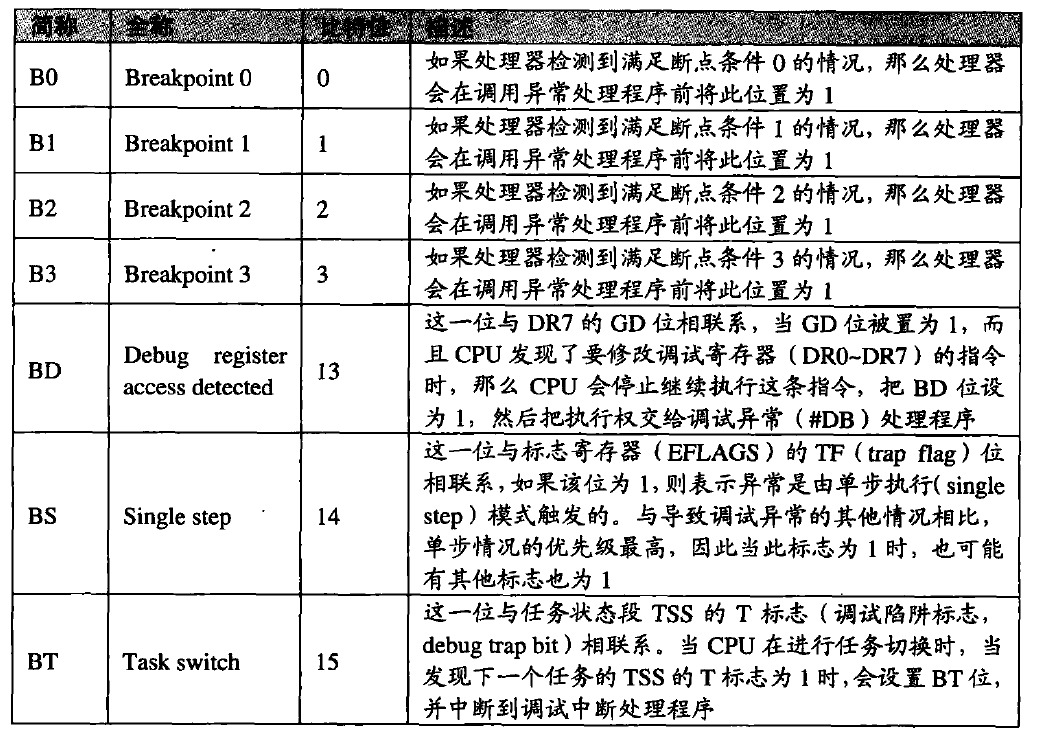 简称 全称 比特位 描述
B0 Breakpoint 0 0 如果处理器检测到满足断点条件 0 的情况，那么处理器
会在调用异常处理程序前将此位置为 1
B1 Breakpoint 1 1 如果处理器检测到满足断点条件 1 的情况，那么处理器
会在调用异常处理程序前将此位置为 1
B2 Breakpoint 2 2 如果处理器检测到满足断点条件 2 的情况，那么处理器
会在调用异常处理程序前将此位置为 1
B3 Breakpoint 3 3 如果处理器检测到满足断点条件 3 的情况，那么处理器
会在调用异常处理程序前将此位置为 1
BD Debug register access detected 13 这一位与 DR7 的 GD 位相联系，当 GD 位被置为 1，而
且 CPU 发现了要修改调试寄存器（DR0~DR7）的指令
时，那么 CPU 会停止继续执行这条指令，把 BD 位设
为 1，然后把执行权交给调试异常（#DB）处理程序
BS Single step 14 这一位与标志寄存器（EFLAGS）的 TF（trap flag）位
相联系，如果该位为 1，则表示异常是由单步执行（single
step）模式触发的。与导致调试异常的其他情况相比，
单步情况的优先级最高，因此当此标志为 1 时，也可能
有其他标志也为 1
BT Task switch 15 这一位与任务状态段 TSS 的 T 标志（调试陷阱标志，
debug trap bit）相联系。当 CPU 在进行任务切换时，当
发现下一个任务的 TSS 的 T 标志为 1 时，会设置 BT 位，
并中断到调试中断处理程序